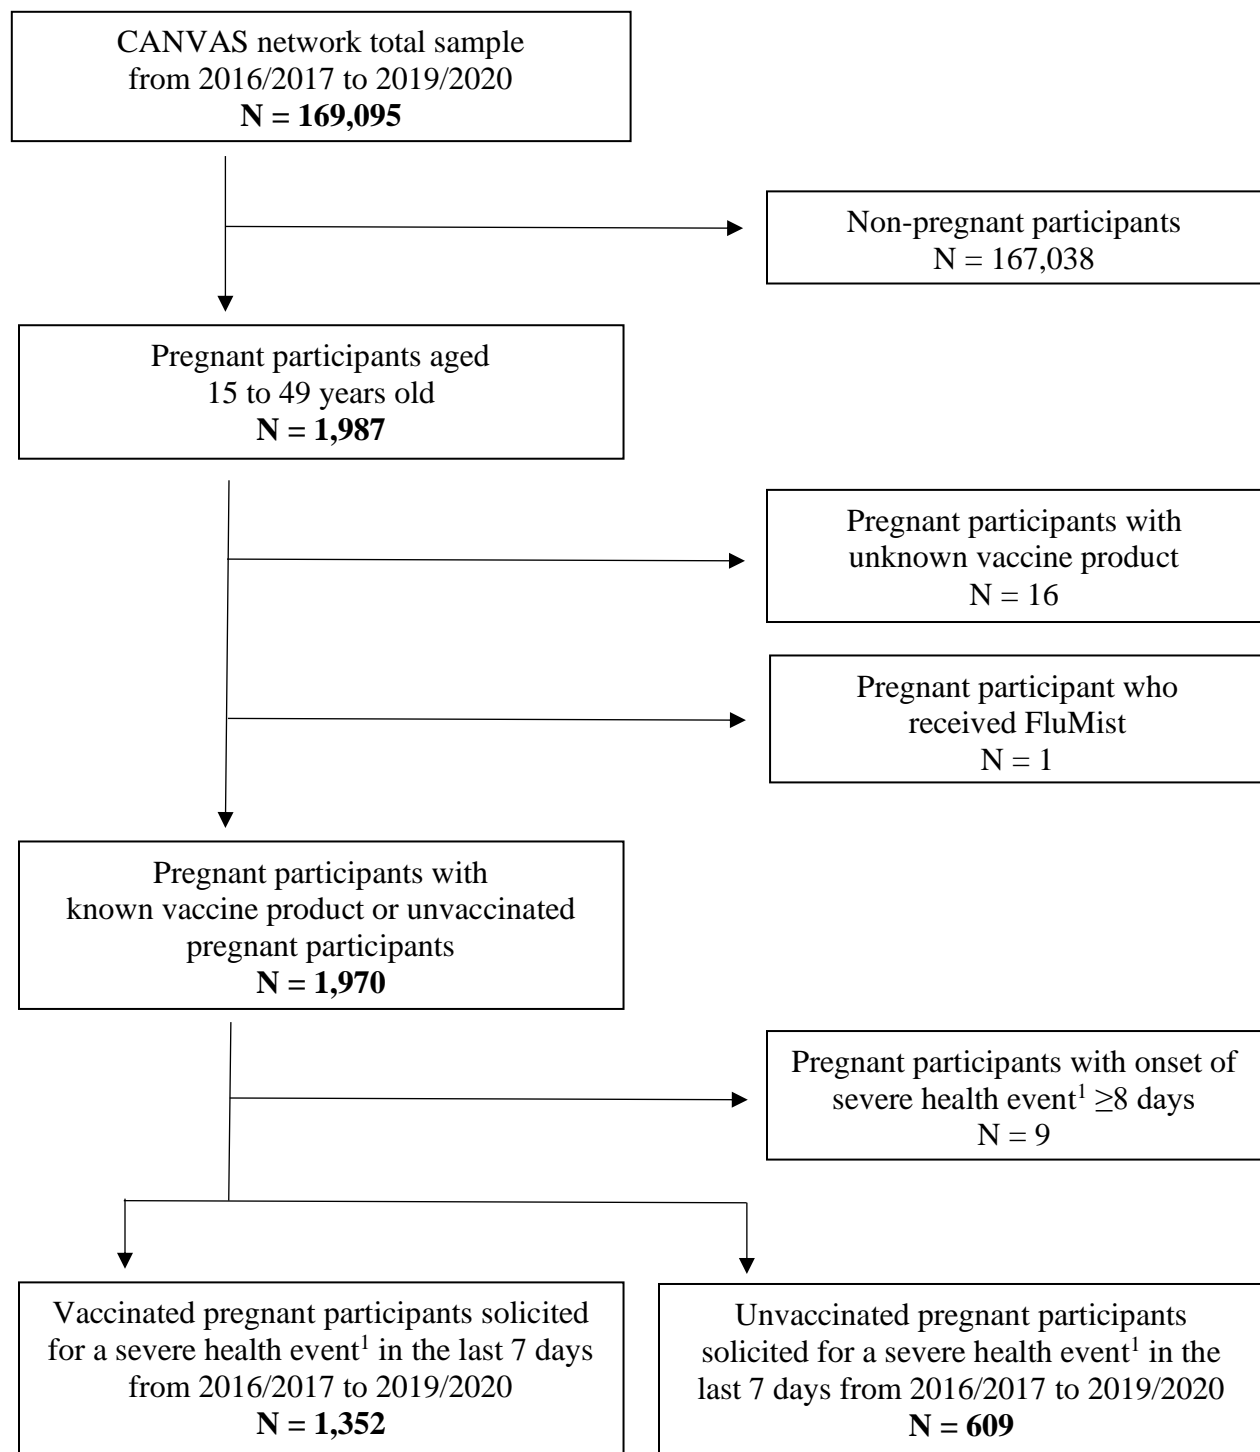 CANVAS network total sample
from 2016/2017 to 2019/2020
N = 169,095
Non-pregnant participants
N = 167,038
Pregnant participants aged
15 to 49 years old
N = 1,987
Pregnant participants with
unknown vaccine product
N = 16
Pregnant participant who
received FluMist
N = 1
Pregnant participants with
known vaccine product or unvaccinated
pregnant participants
N = 1,970
Pregnant participants with onset of
severe health event¹ ≥8 days
N = 9
Vaccinated pregnant participants solicited
for a severe health event¹ in the last 7 days
from 2016/2017 to 2019/2020
N = 1,352
Unvaccinated pregnant participants
solicited for a severe health event¹ in the
last 7 days from 2016/2017 to 2019/2020
N = 609